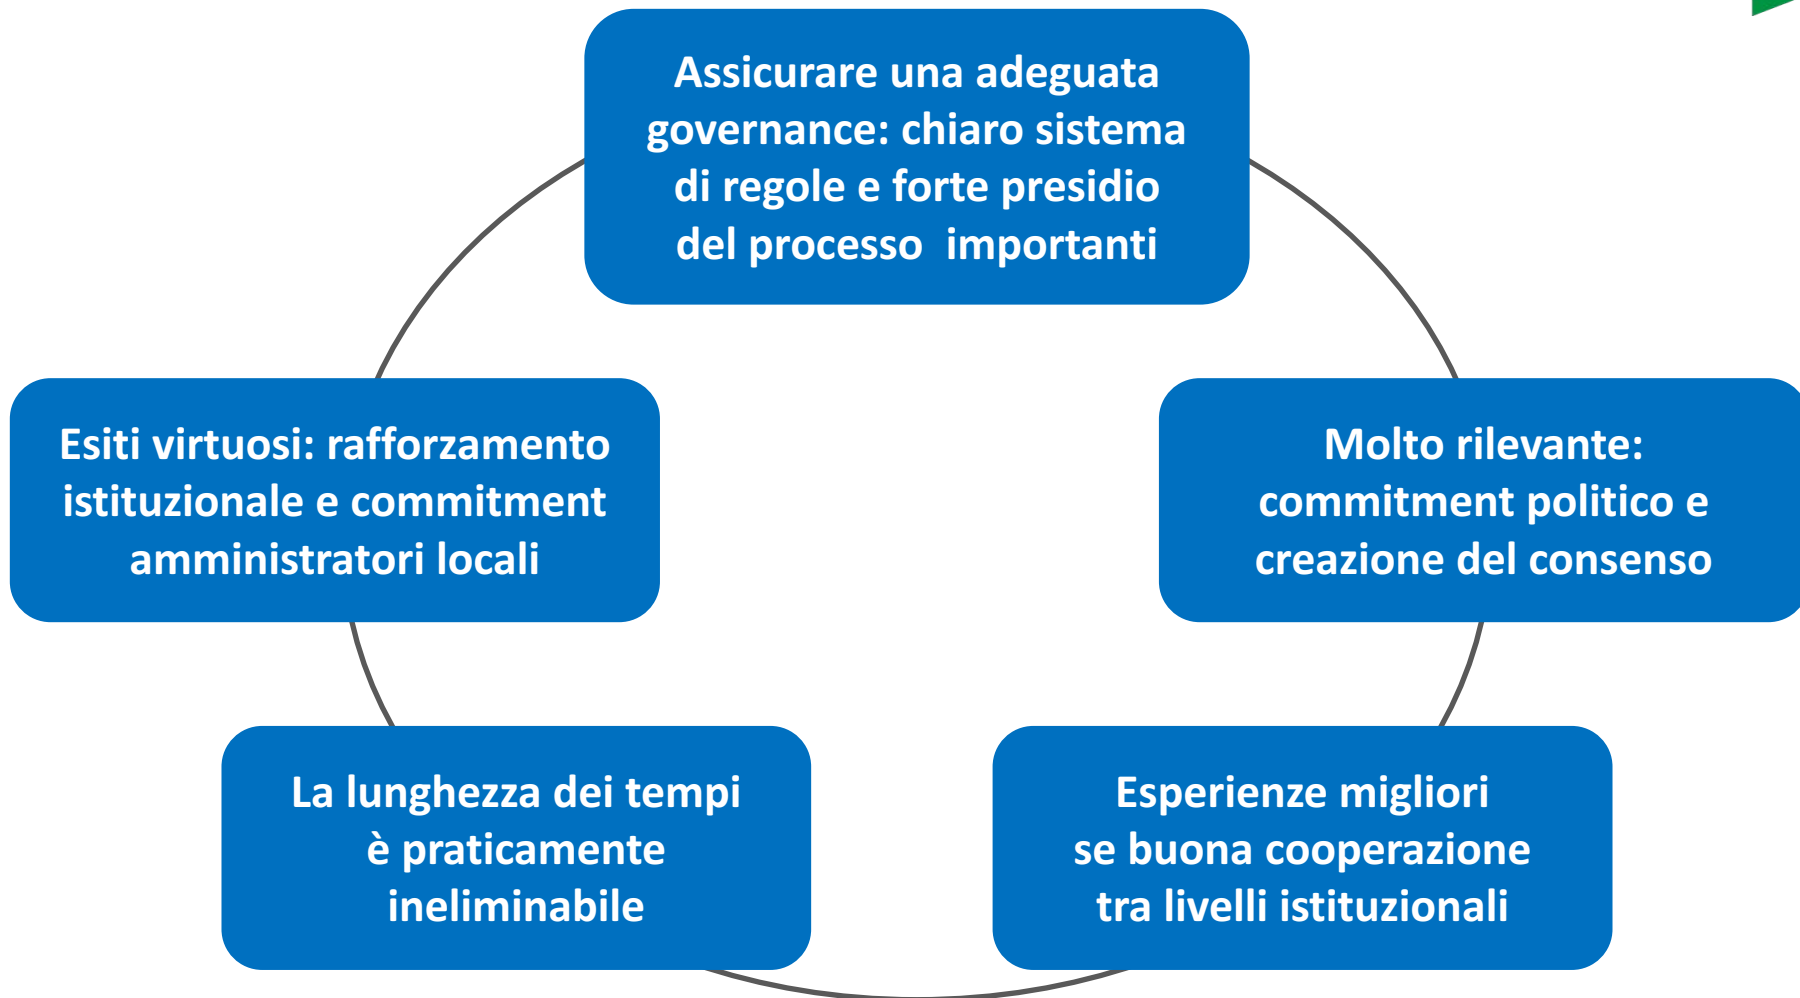 Assicurare una adeguata
governance: chiaro sistema
di regole e forte presidio
del processo  importanti
Esiti virtuosi: rafforzamento
istituzionale e commitment
amministratori locali
Molto rilevante:
commitment politico e
creazione del consenso
La lunghezza dei tempi
è praticamente
ineliminabile
Esperienze migliori
se buona cooperazione
tra livelli istituzionali